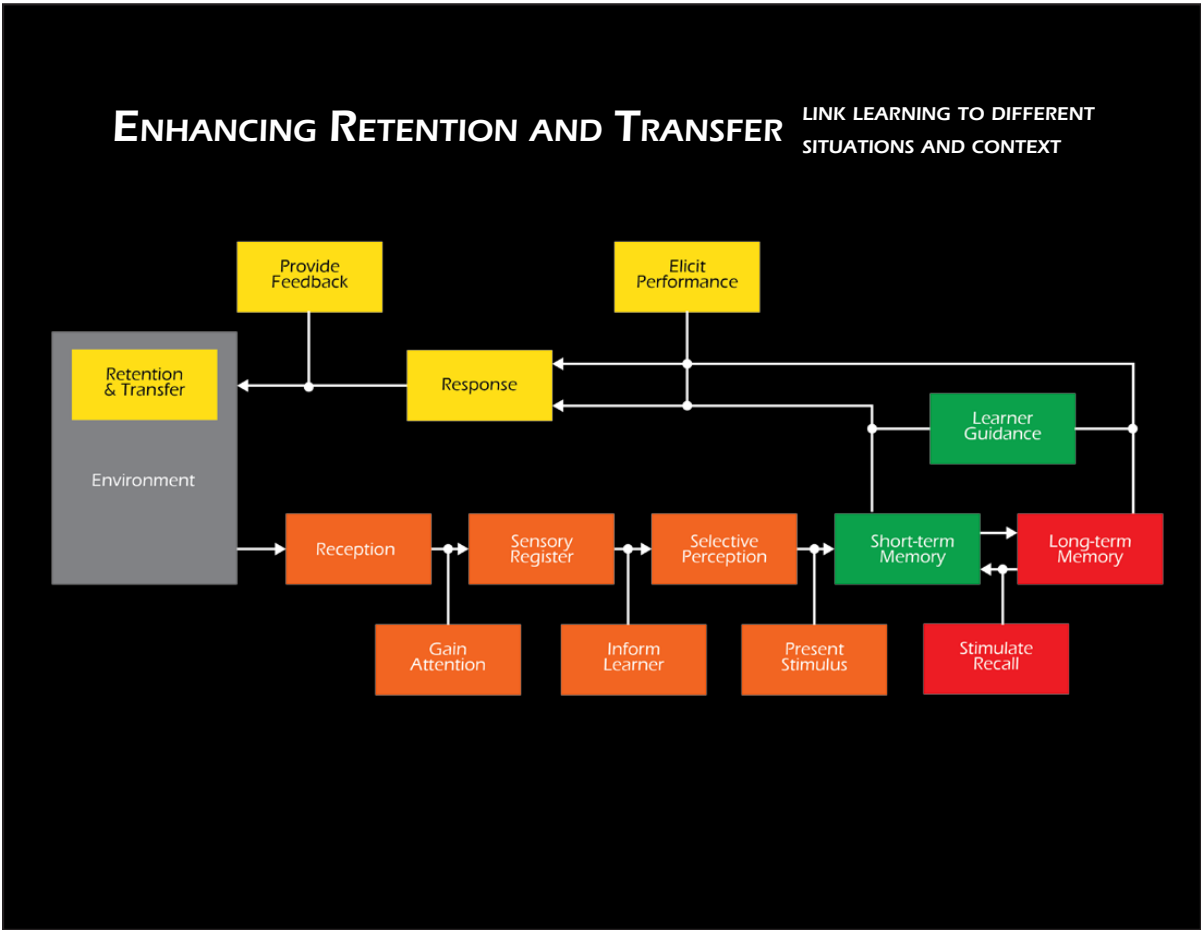 ENHANCING RETENTION AND TRANSFER
LINK LEARNING TO DIFFERENT
SITUATIONS AND CONTEXT
Provide
Feedback
Elicit
Performance
Retention
& Transfer
Response
Learner
Guidance
Environment
Reception
Sensory
Register
Selective
Perception
Short-term
Memory
Long-term
Memory
Gain
Attention
Inform
Learner
Present
Stimulus
Stimulate
Recall